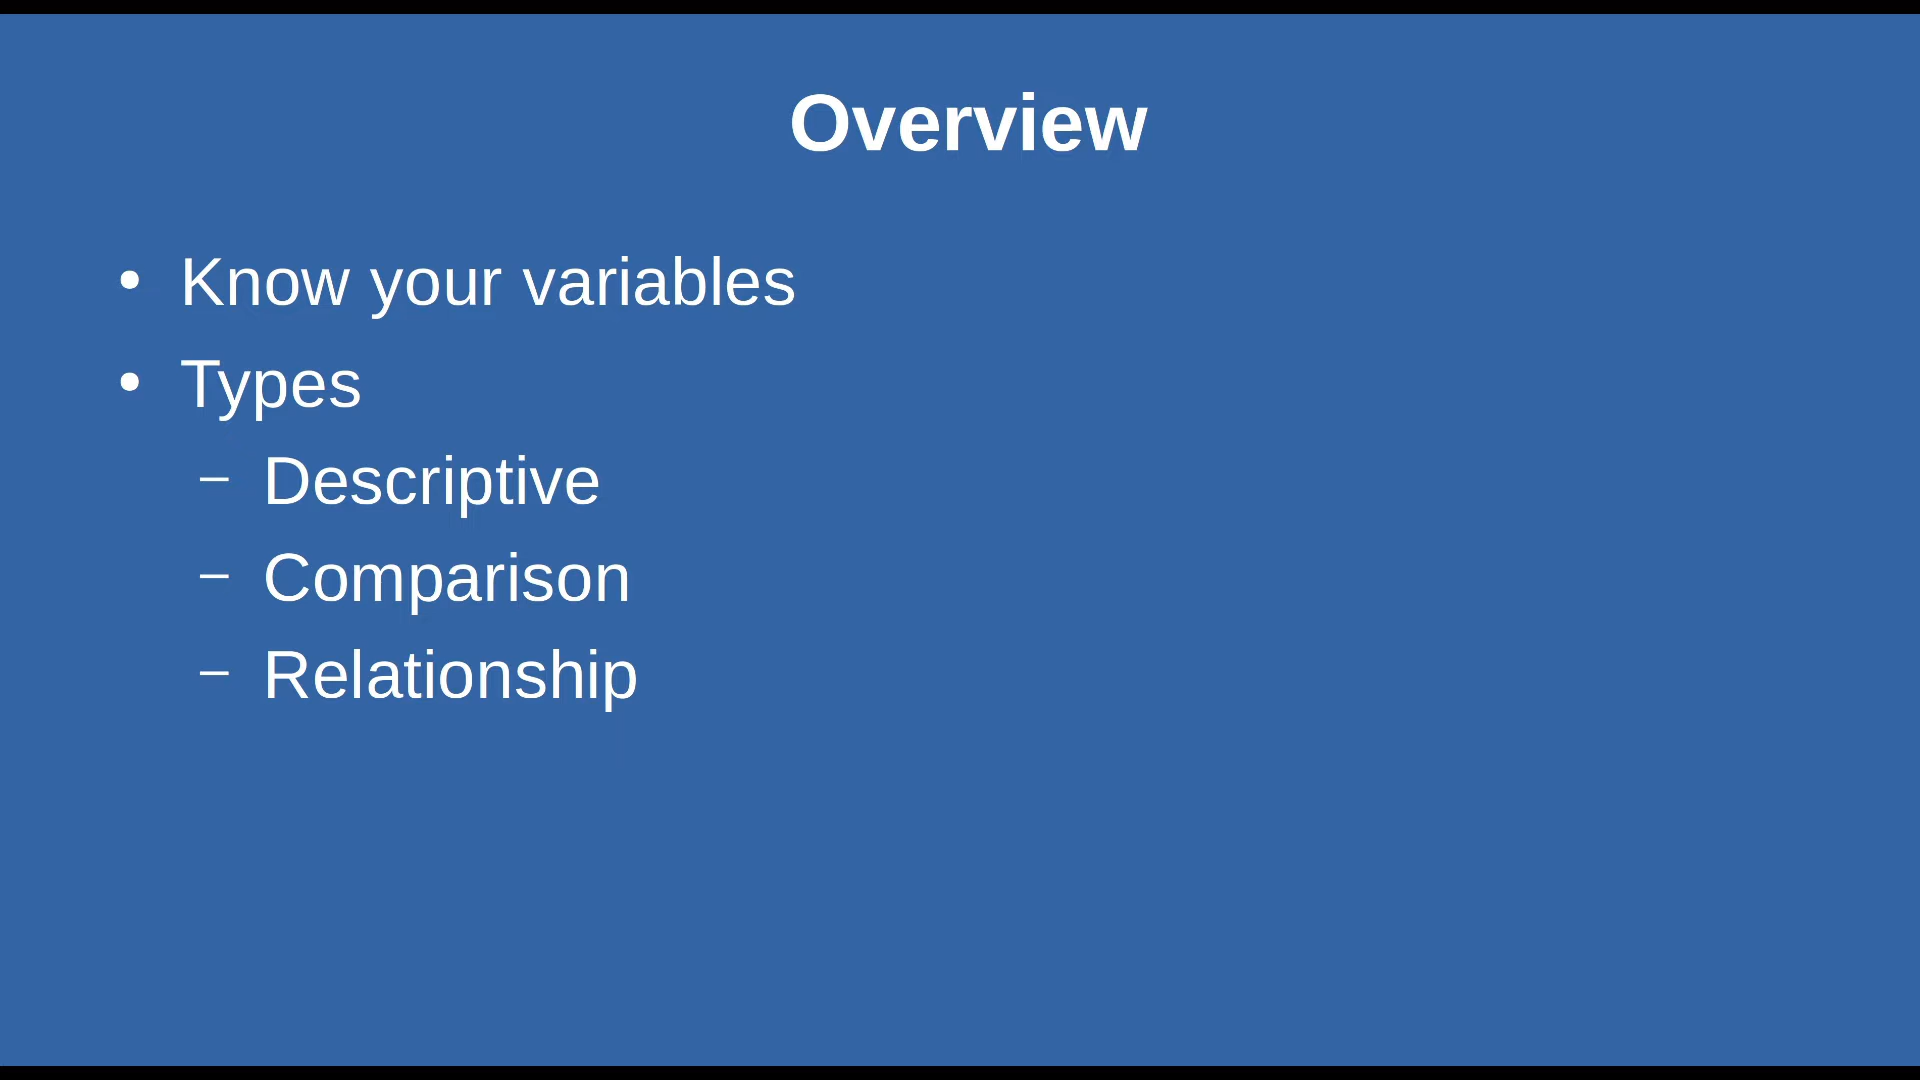 Overview
• Know your variables
• Types
– Descriptive
– Comparison
– Relationship